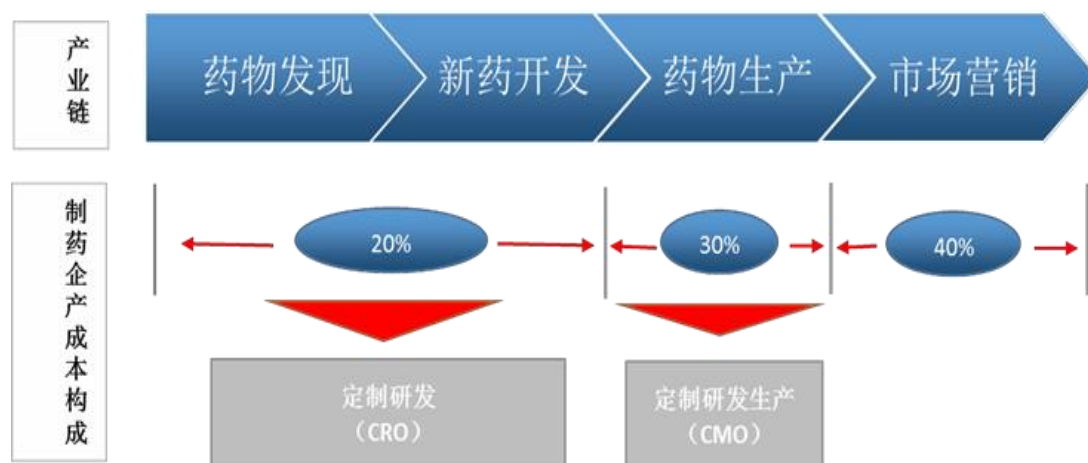 产业链
药物发现
新药开发
药物生产
市场营销
制药企产成本构成
20%
30%
40%
定制研发
（CRO）
定制研发生产
（CMO）